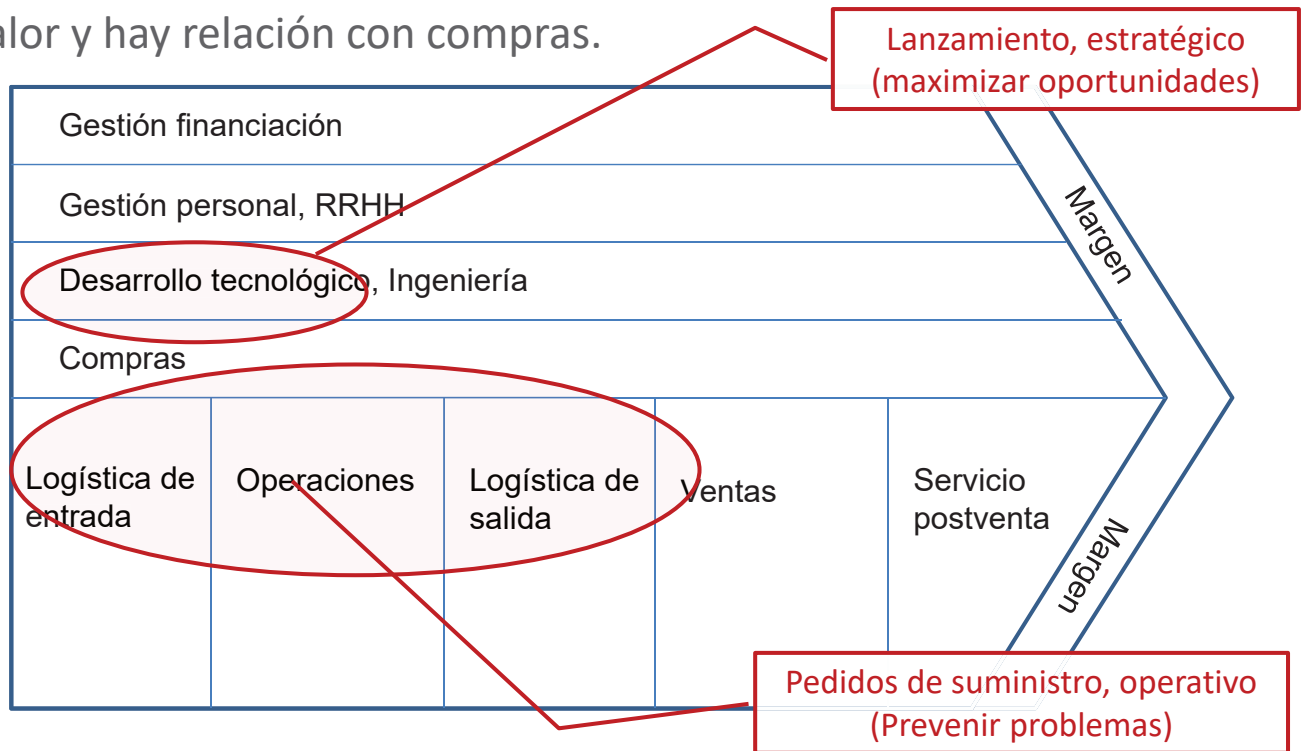 alor y hay relación con compras.
Lanzamiento, estratégico
(maximizar oportunidades)
Gestión financiación
Gestión personal, RRHH
Desarrollo tecnológico, Ingeniería
Compras
Margen
Logística de
entrada
Operaciones
Logística de
salida
Ventas
Servicio
postventa
Margen
Pedidos de suministro, operativo
(Prevenir problemas)